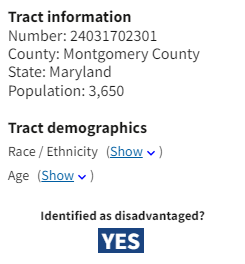 Tract information
Number: 24031702301
County: Montgomery County
State: Maryland
Population: 3,650
Tract demographics
Race / Ethnicity (Show ⌄)
Age (Show ⌄)
Identified as disadvantaged?
YES